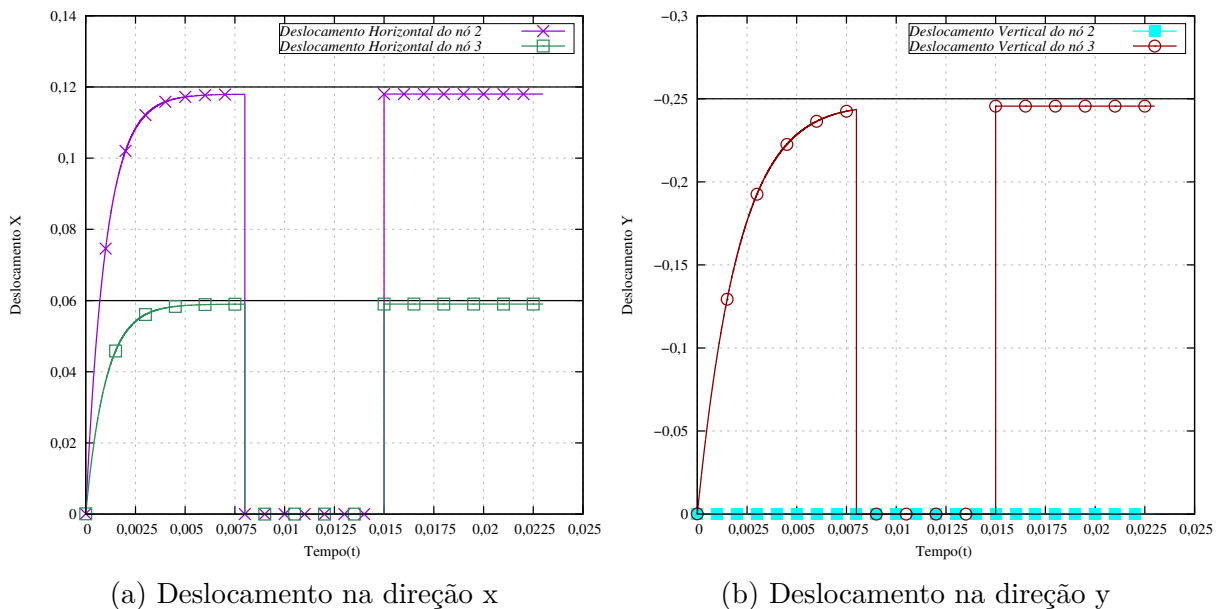 Deslocamento Horizontal do nó 2
Deslocamento Horizontal do nó 3
0,14
0,12
0,1
0,08
0,06
0,04
0,02
0
Deslocamento X
0 0,0025 0,005 0,0075 0,01 0,0125 0,015 0,0175 0,02 0,0225 0,025
Tempo(t)
(a) Deslocamento na direção x
Deslocamento Vertical do nó 2
Deslocamento Vertical do nó 3
−0,3
−0,25
−0,2
−0,15
−0,1
−0,05
0
Deslocamento Y
0 0,0025 0,005 0,0075 0,01 0,0125 0,015 0,0175 0,02 0,0225 0,025
Tempo(t)
(b) Deslocamento na direção y